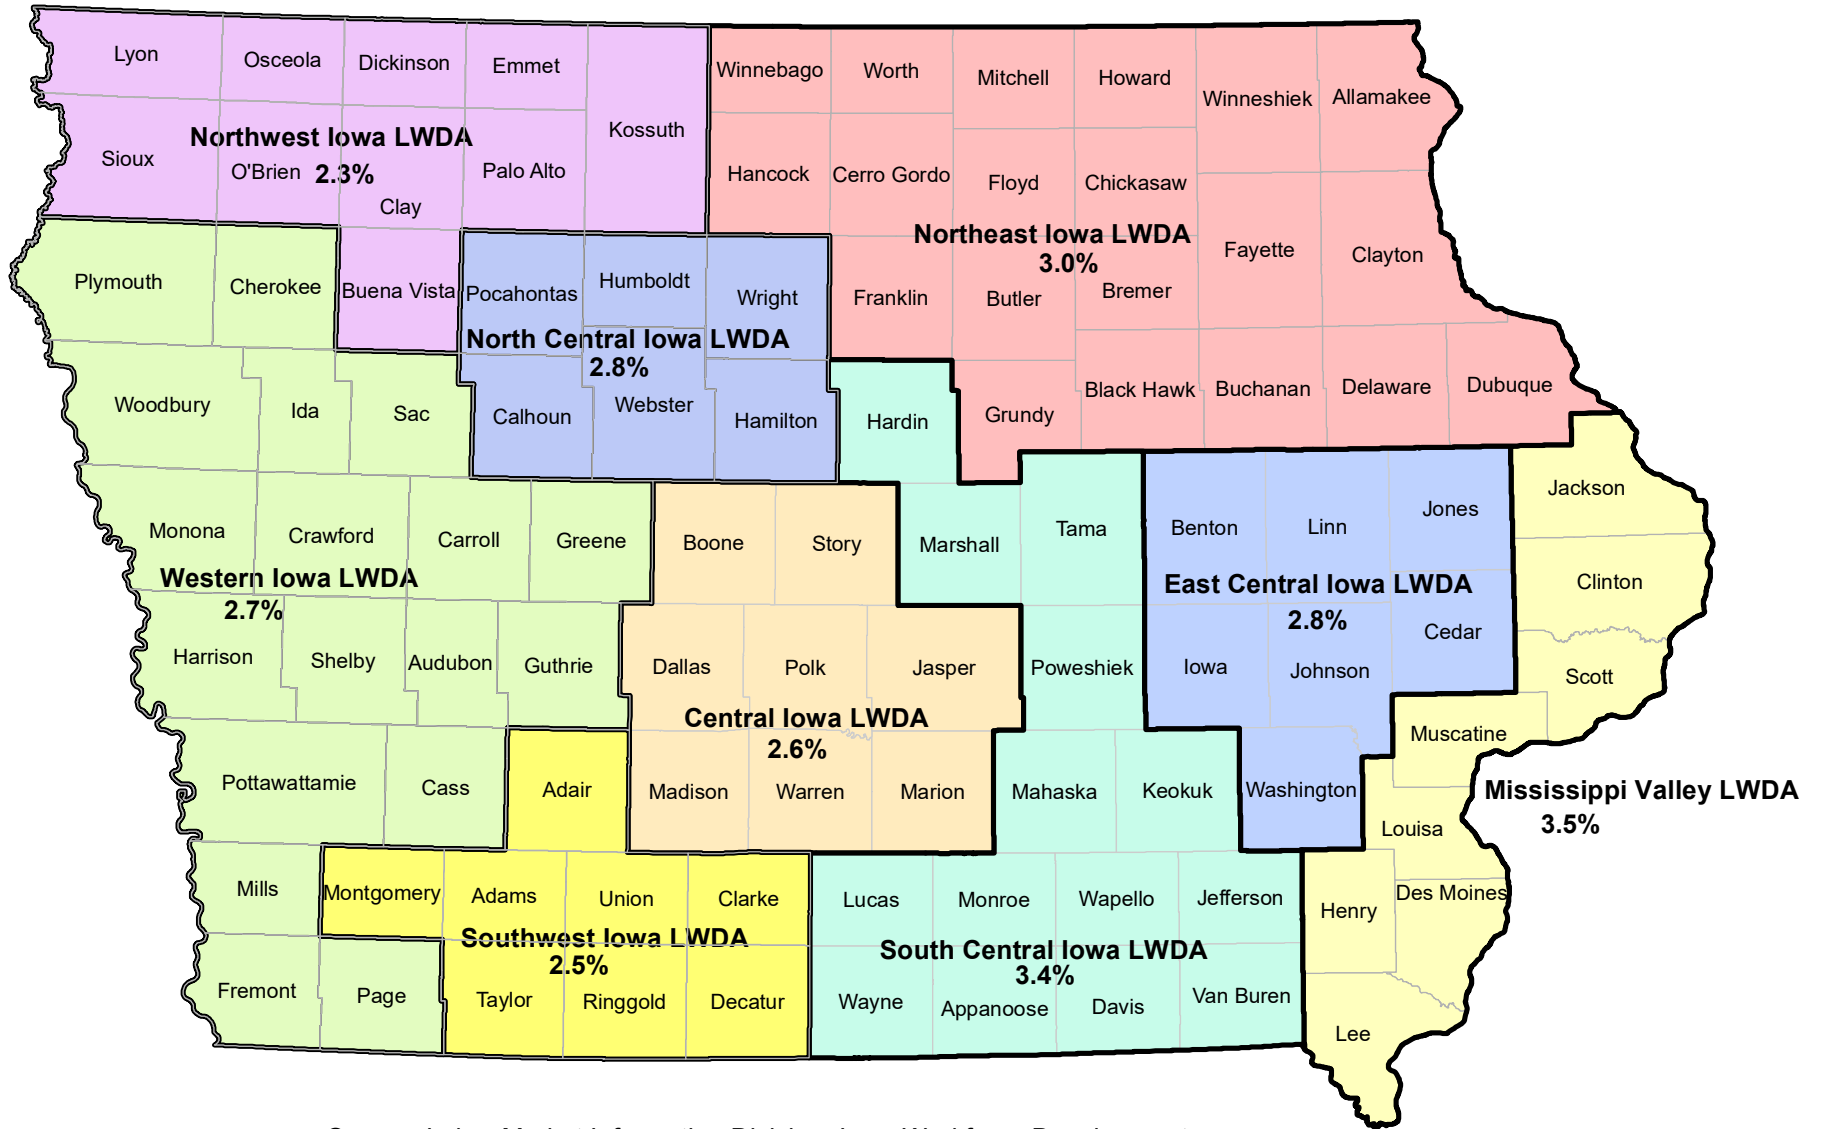 Lyon
Osceola
Dickinson
Emmet
Kossuth
Winnebago
Worth
Mitchell
Howard
Winneshiek
Allamakee
Sioux
Northwest Iowa LWDA
O'Brien
2.3%
Clay
Palo Alto
Hancock
Cerro Gordo
Floyd
Chickasaw
Northeast Iowa LWDA
3.0%
Fayette
Clayton
Plymouth
Cherokee
Buena Vista
Pocahontas
Humboldt
Wright
Franklin
Butler
Bremer
North Central Iowa LWDA
2.8%
Woodbury
Ida
Sac
Calhoun
Webster
Hamilton
Hardin
Grundy
Black Hawk
Buchanan
Delaware
Dubuque
Monona
Crawford
Carroll
Greene
Boone
Story
Marshall
Tama
Benton
Linn
Jones
Jackson
Western Iowa LWDA
2.7%
East Central Iowa LWDA
2.8%
Clinton
Harrison
Shelby
Audubon
Guthrie
Dallas
Polk
Jasper
Poweshiek
Iowa
Johnson
Cedar
Scott
Central Iowa LWDA
2.6%
Muscatine
Pottawattamie
Cass
Adair
Madison
Warren
Marion
Mahaska
Keokuk
Washington
Mississippi Valley LWDA
3.5%
Louisa
Mills
Montgomery
Adams
Union
Clarke
Lucas
Monroe
Wapello
Jefferson
Henry
Des Moines
Southwest Iowa LWDA
2.5%
South Central Iowa LWDA
3.4%
Fremont
Page
Taylor
Ringgold
Decatur
Wayne
Appanoose
Davis
Van Buren
Lee